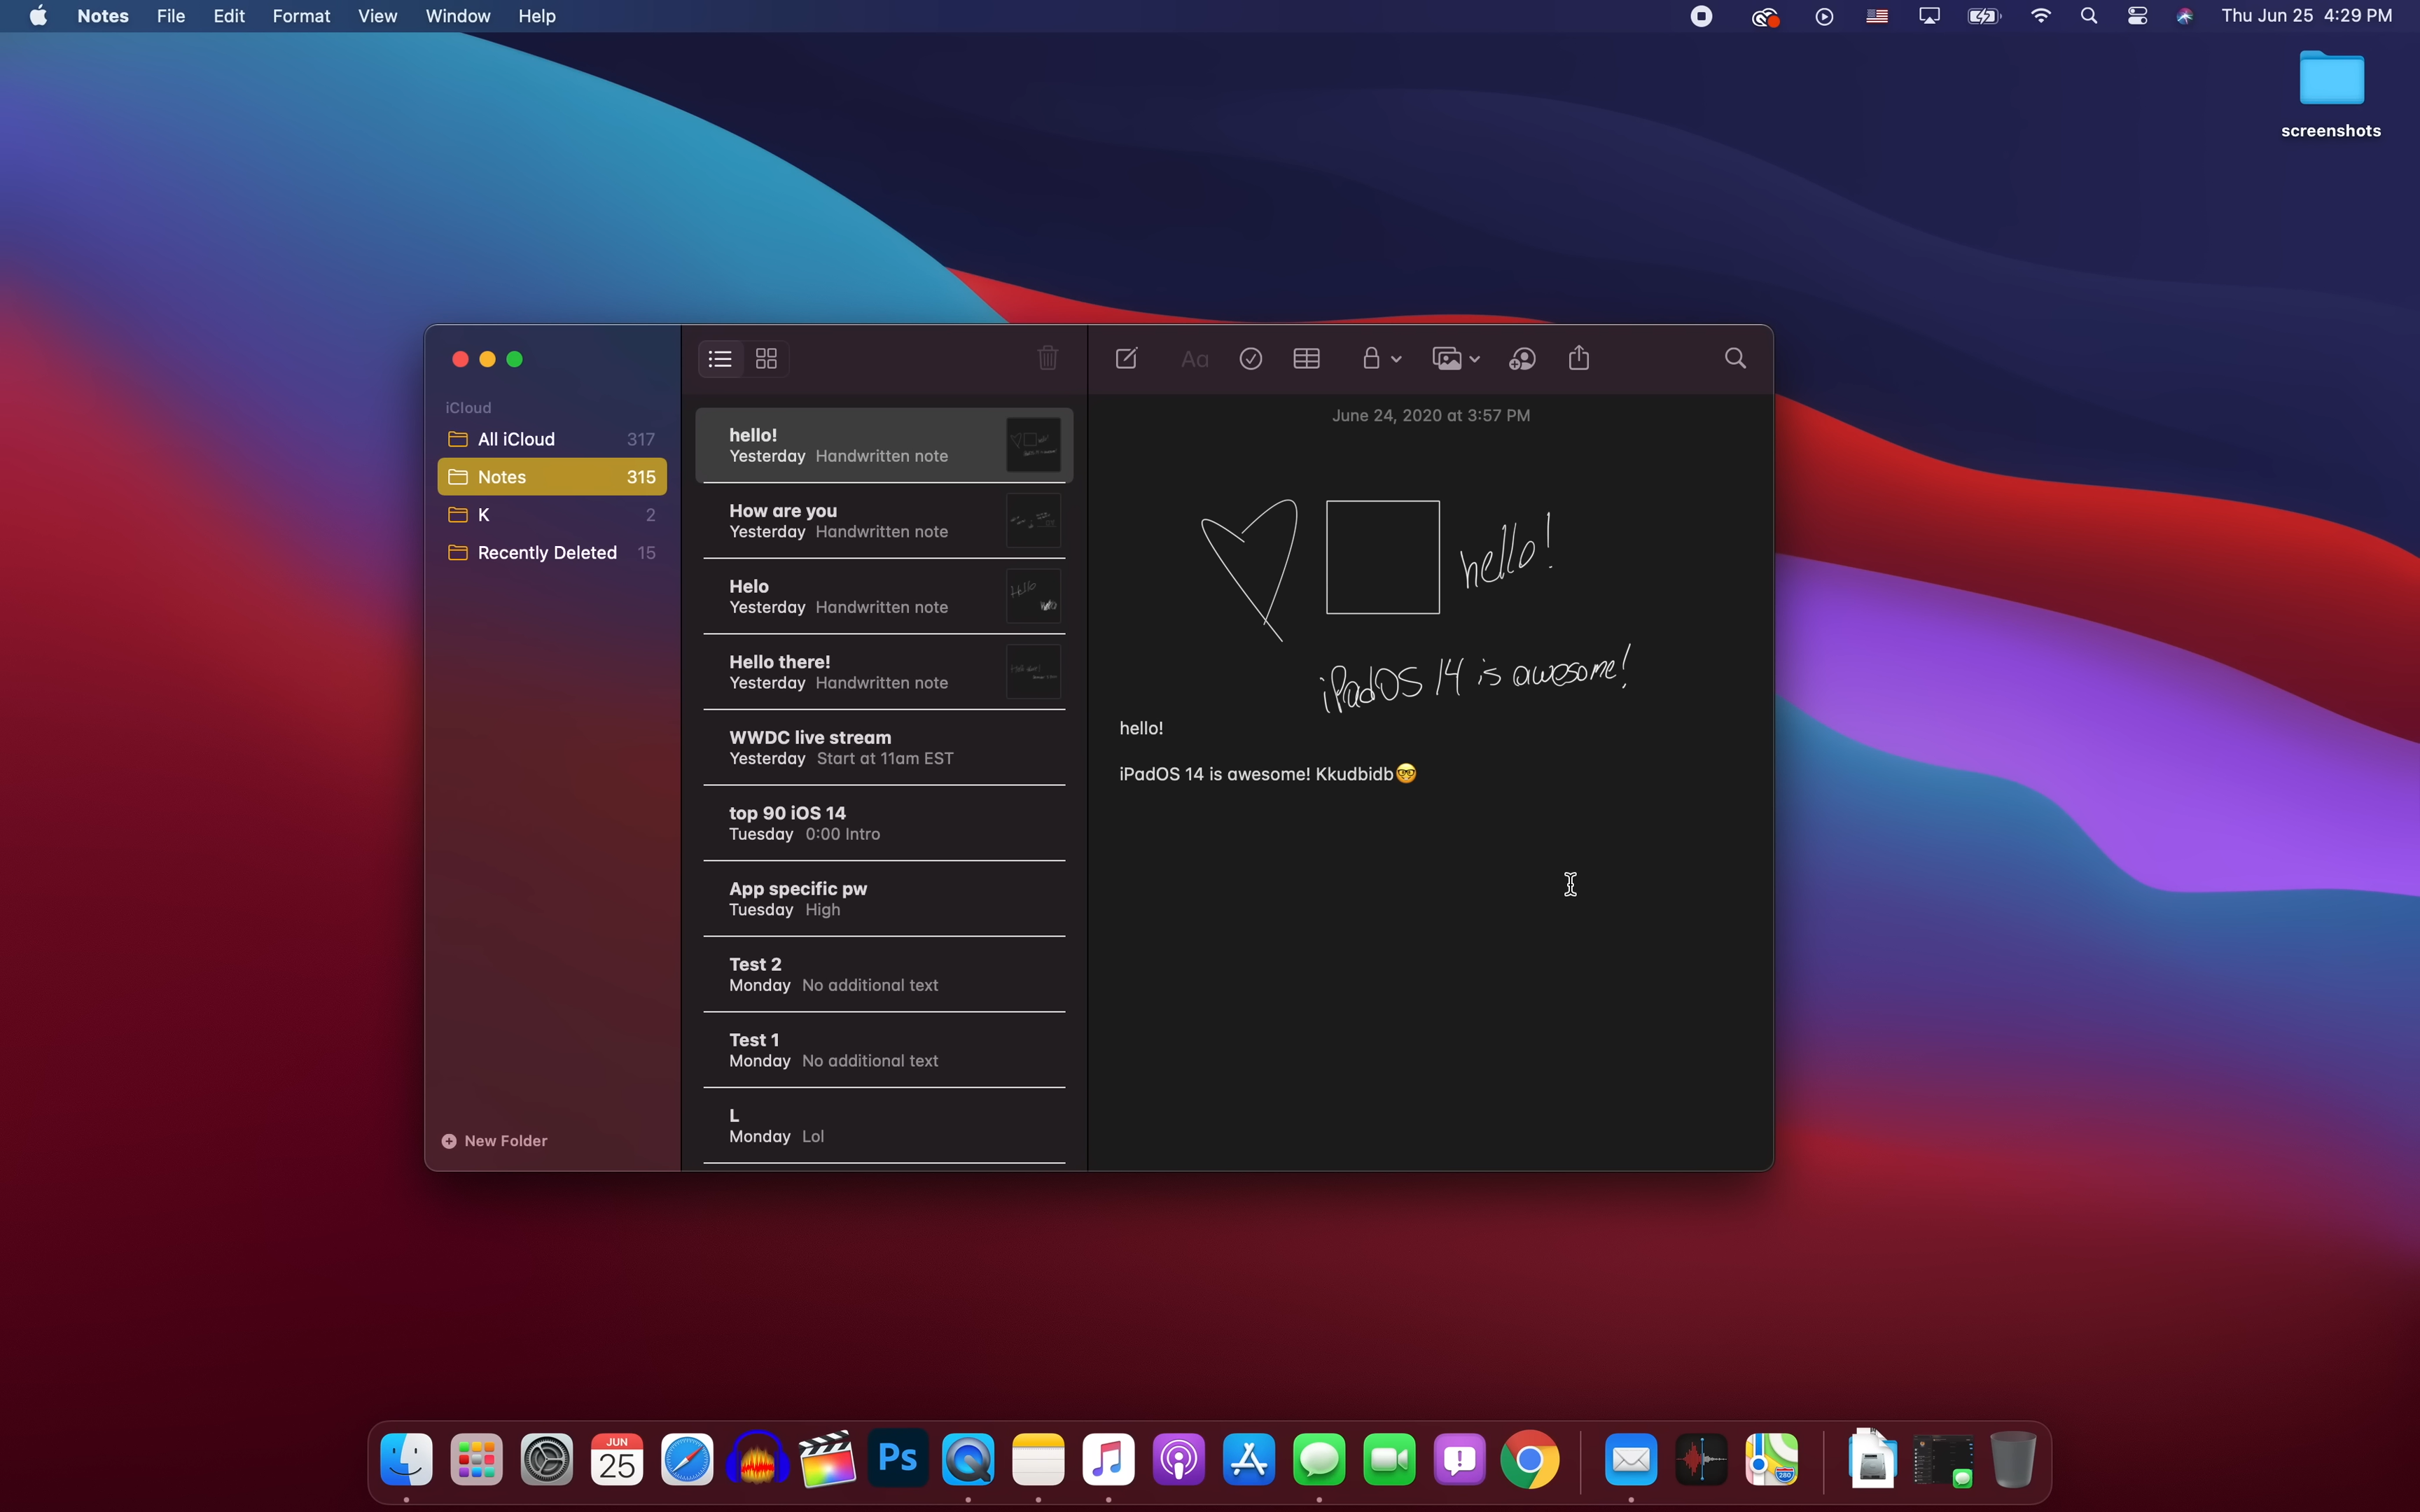 Notes File Edit Format View Window Help Thu Jun 25 4:29 PM
screenshots
iCloud
All iCloud 317
Notes 315
K 2
Recently Deleted 15
New Folder
hello!
Yesterday Handwritten note
How are you
Yesterday Handwritten note
Helo
Yesterday Handwritten note
Hello there!
Yesterday Handwritten note
WWDC live stream
Yesterday Start at 11am EST
top 90 iOS 14
Tuesday 0:00 Intro
App specific pw
Tuesday High
Test 2
Monday No additional text
Test 1
Monday No additional text
L
Monday Lol
Aa
June 24, 2020 at 3:57 PM
hello!
iPadOS 14 is awesome!
hello!
iPadOS 14 is awesome! Kkudbidb🤓
JUN
25
Ps
280